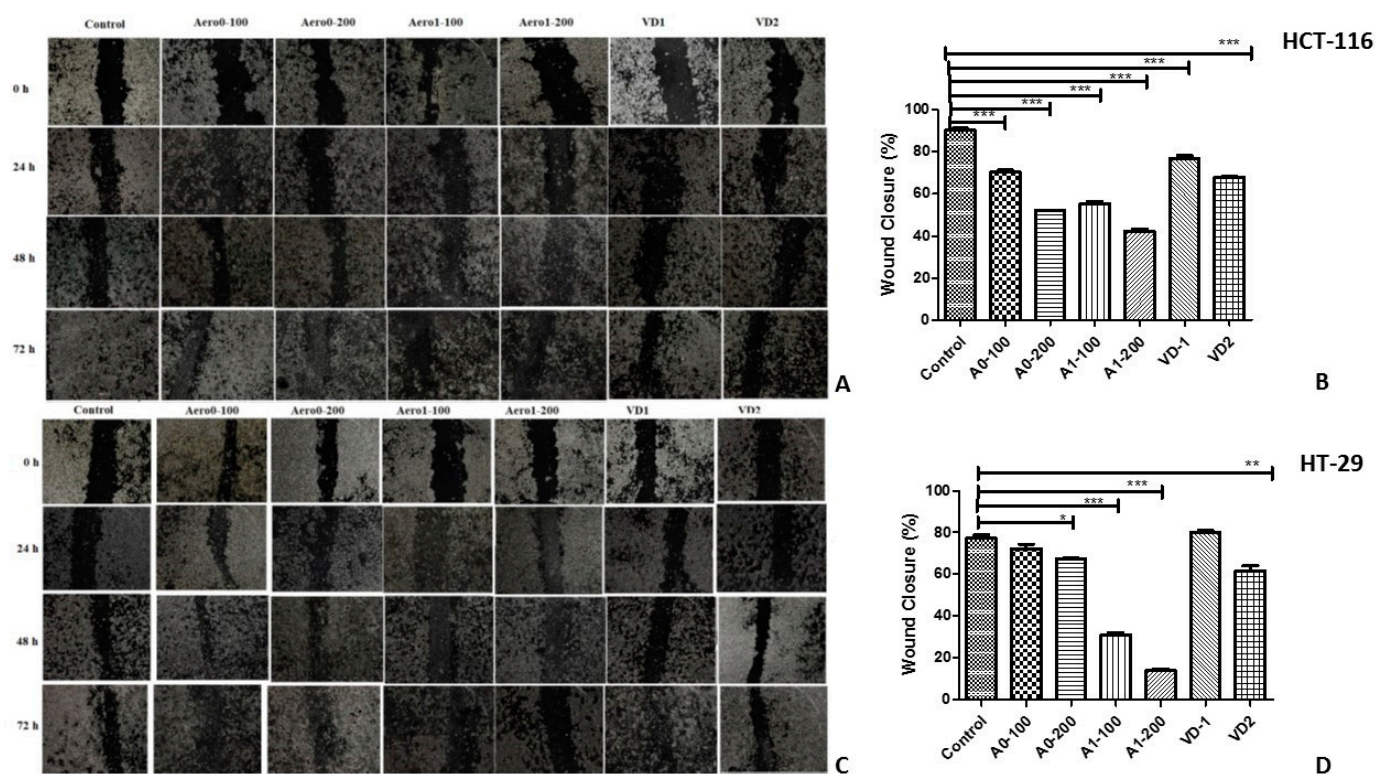 Control Aero0-100 Aero0-200 Aero1-100 Aero1-200 VD1 VD2
0 h
24 h
48 h
72 h
A
HCT-116
***
***
***
***
***
***
Wound Closure (%)
100
80
60
40
20
0
Control A0-100 A0-200 A1-100 A1-200 VD-1 VD2
B
Control Aero0-100 Aero0-200 Aero1-100 Aero1-200 VD1 VD2
0 h
24 h
48 h
72 h
C
HT-29
**
***
***
*
Wound Closure (%)
100
80
60
40
20
0
Control A0-100 A0-200 A1-100 A1-200 VD-1 VD2
D